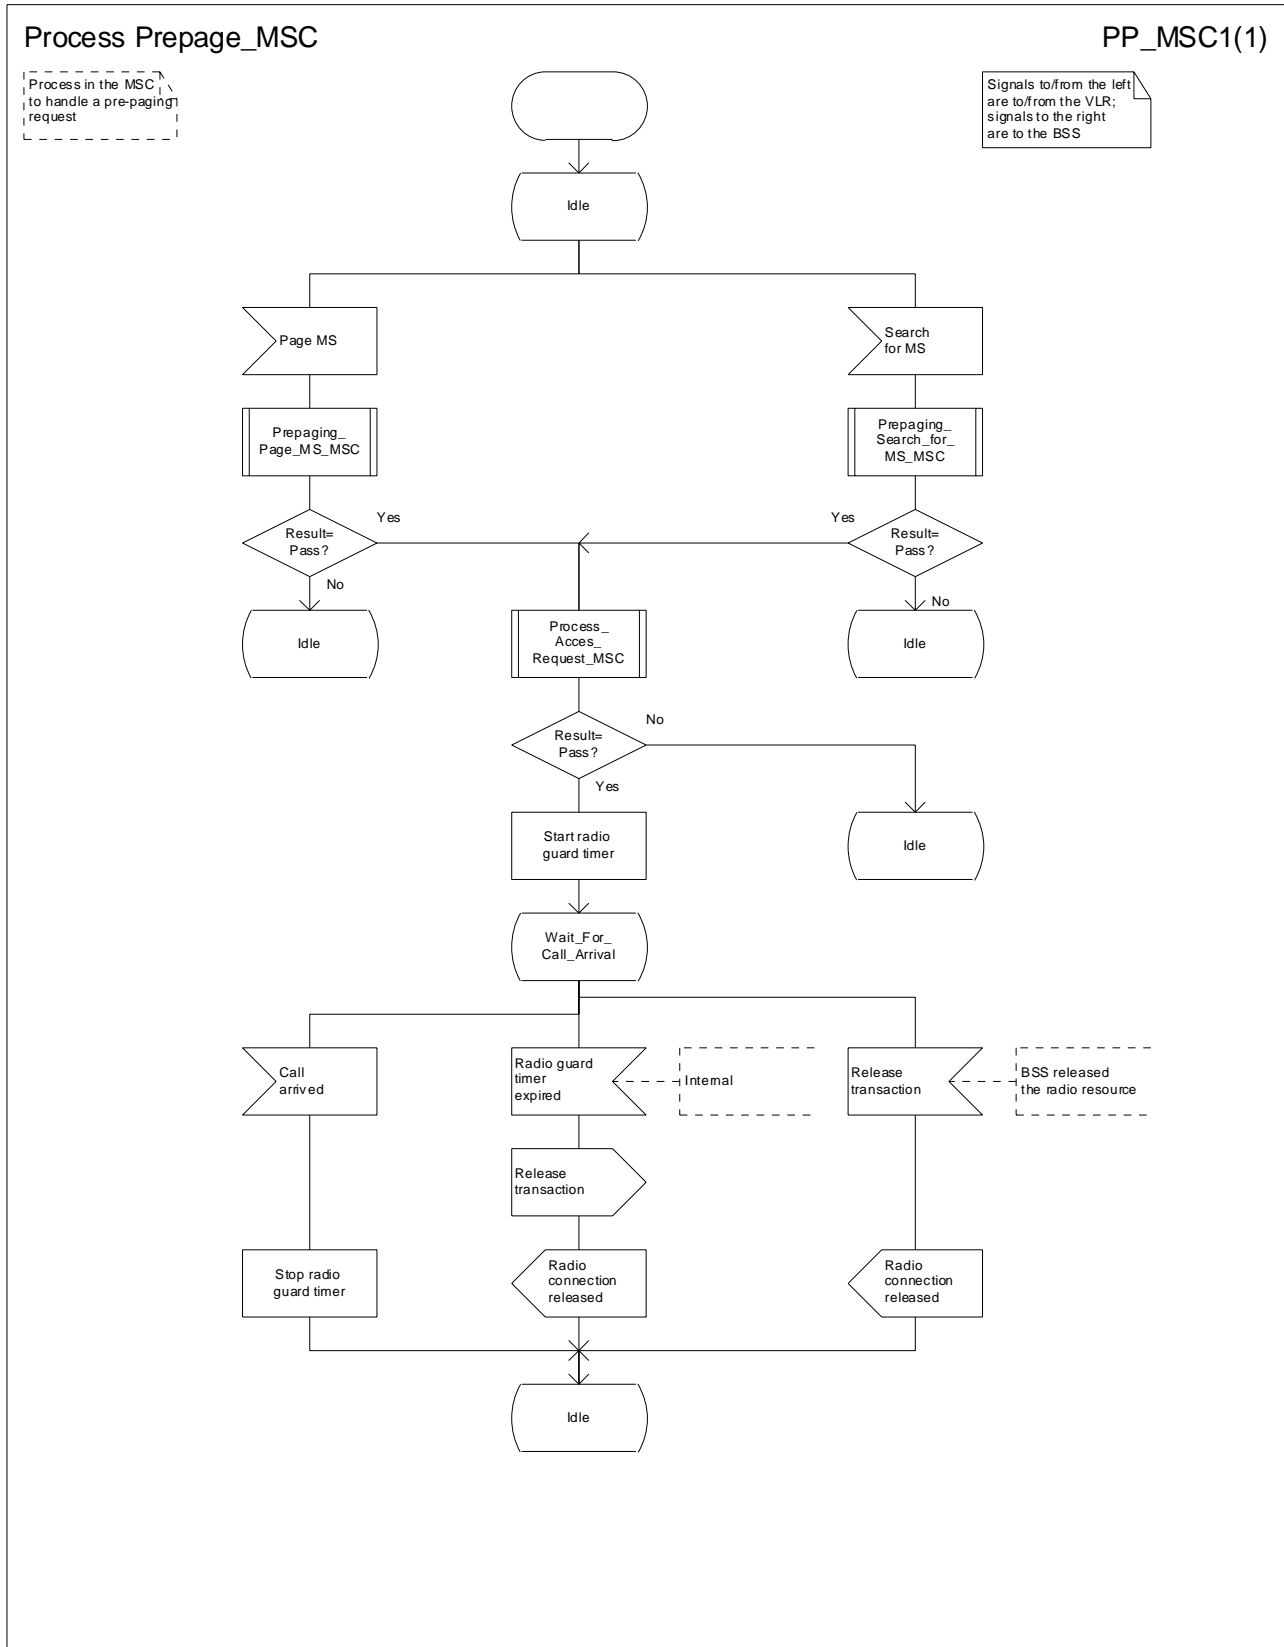 Process Prepage_MSC
PP_MSC1(1)
Process in the MSC
to handle a pre-paging
request
Signals to/from the left
are to/from the VLR;
signals to the right
are to the BSS
Idle
Page MS
Search
for MS
Prepaging_
Page_MS_MSC
Prepaging_
Search_for_
MS_MSC
Result=
Pass?
Yes
No
Yes
Result=
Pass?
No
Idle
Process_
Acces_
Request_MSC
Idle
Result=
Pass?
No
Yes
Start radio
guard timer
Idle
Wait_For_
Call_Arrival
Call
arrived
Radio guard
timer
expired
Internal
Release
transaction
BSS released
the radio resource
Release
transaction
Stop radio
guard timer
Radio
connection
released
Radio
connection
released
Idle